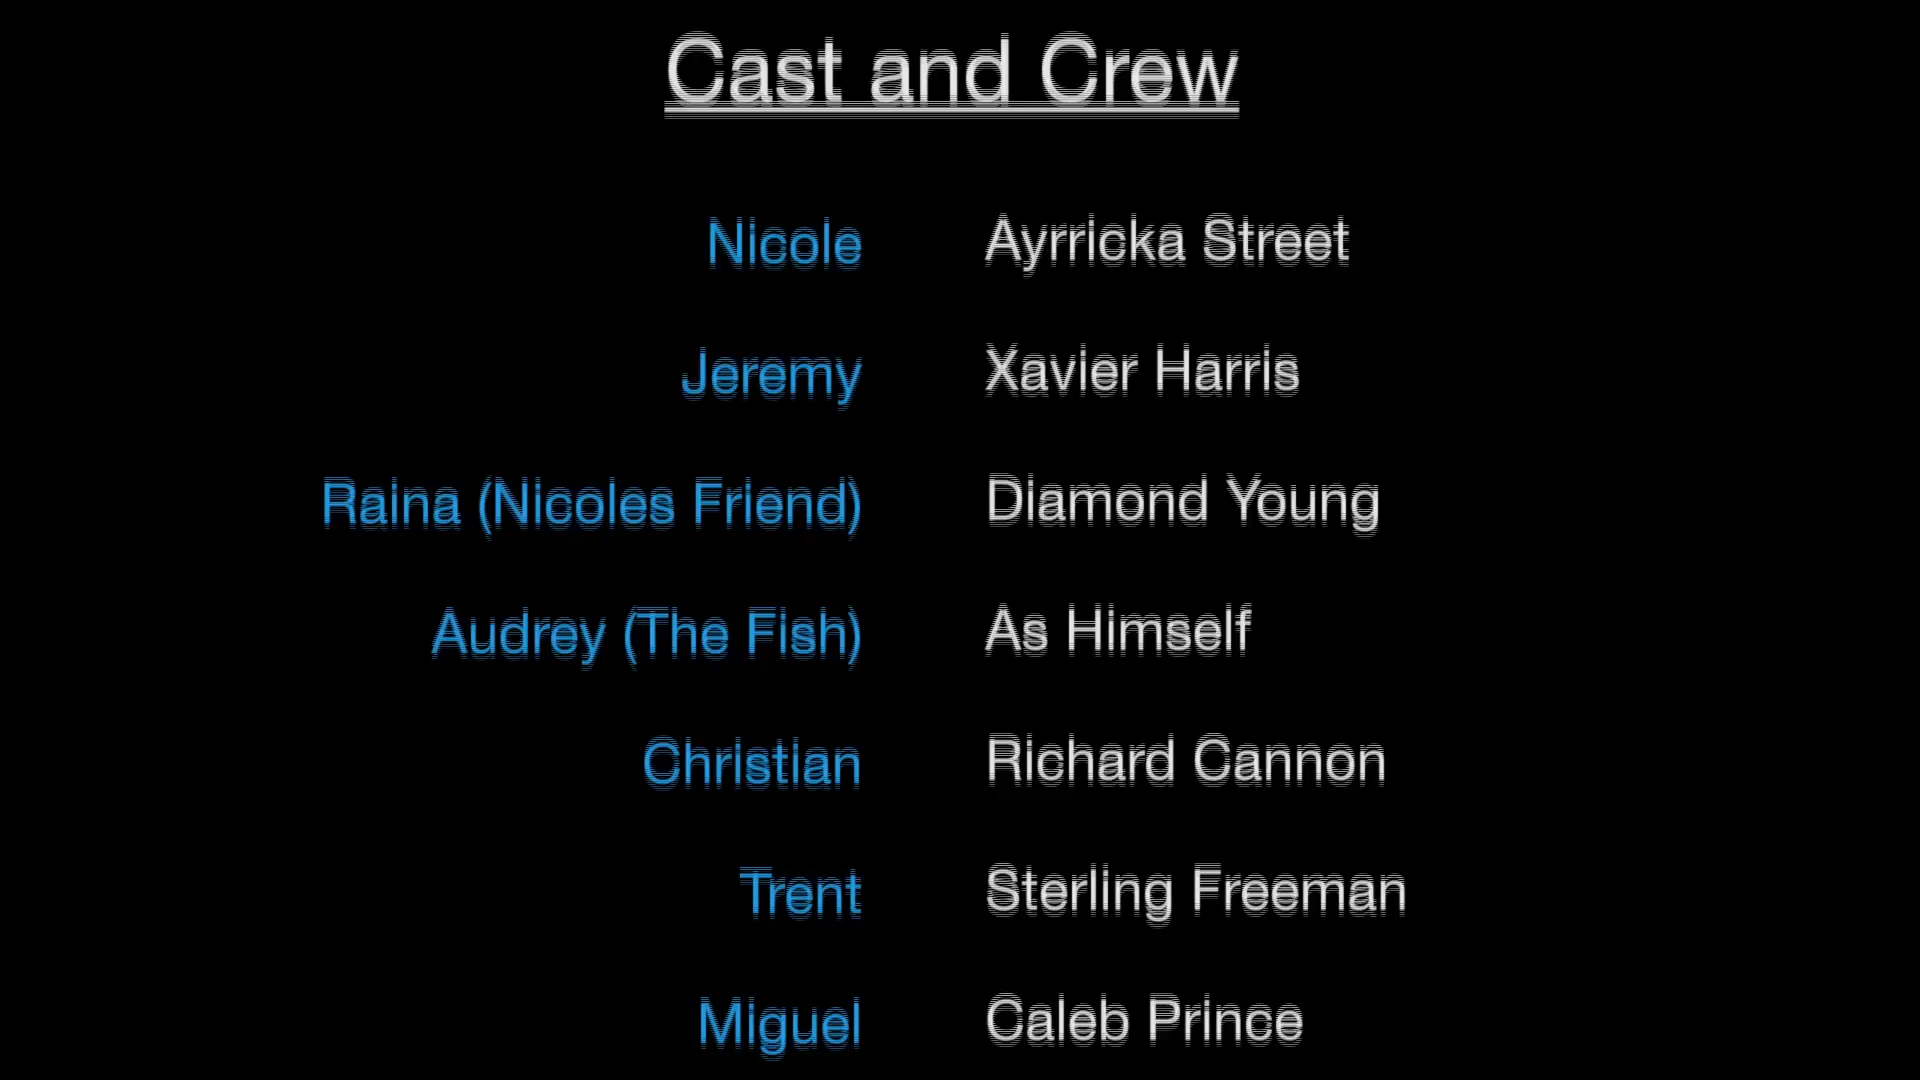 Cast and Crew
Nicole Ayrricka Street
Jeremy Xavier Harris
Raina (Nicoles Friend) Diamond Young
Audrey (The Fish) As Himself
Christian Richard Cannon
Trent Sterling Freeman
Miguel Caleb Prince